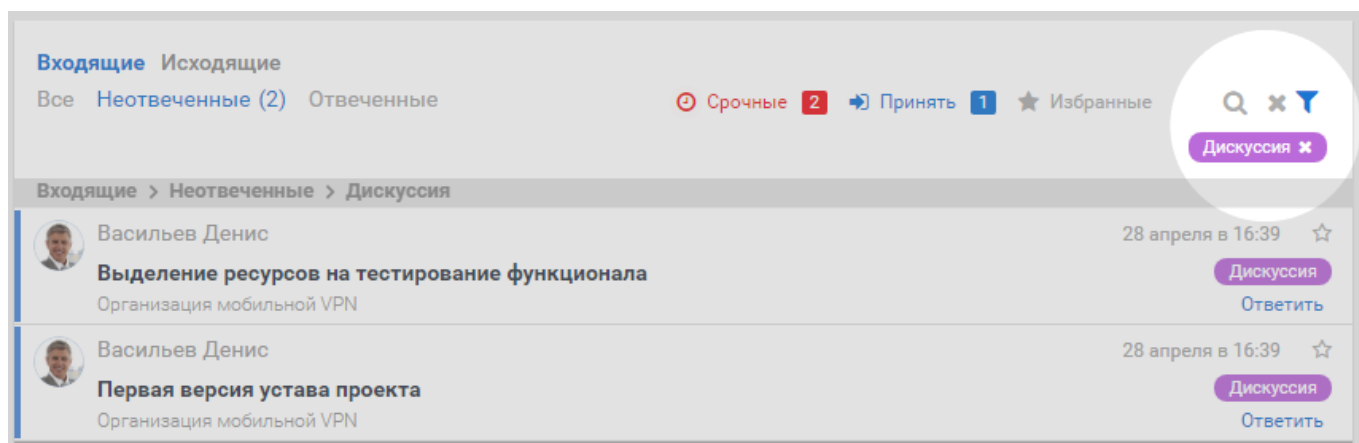 Входящие Исходящие
Все Неотвеченные (2) Отвеченные Срочные 2 Принять 1 Избранные
Дискуссия
Входящие > Неотвеченные > Дискуссия
Васильев Денис 28 апреля в 16:39
Выделение ресурсов на тестирование функционала Дискуссия
Организация мобильной VPN Ответить
Васильев Денис 28 апреля в 16:39
Первая версия устава проекта Дискуссия
Организация мобильной VPN Ответить